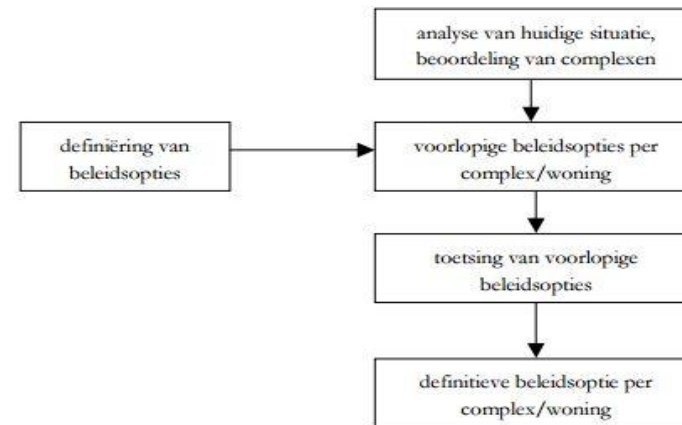 analyse van huidige situatie,
beoordeling van complexen
definiëring van
beleidsopties
voorlopige beleidsopties per
complex/woning
toetsing van voorlopige
beleidsopties
definitieve beleidsoptie per
complex/woning